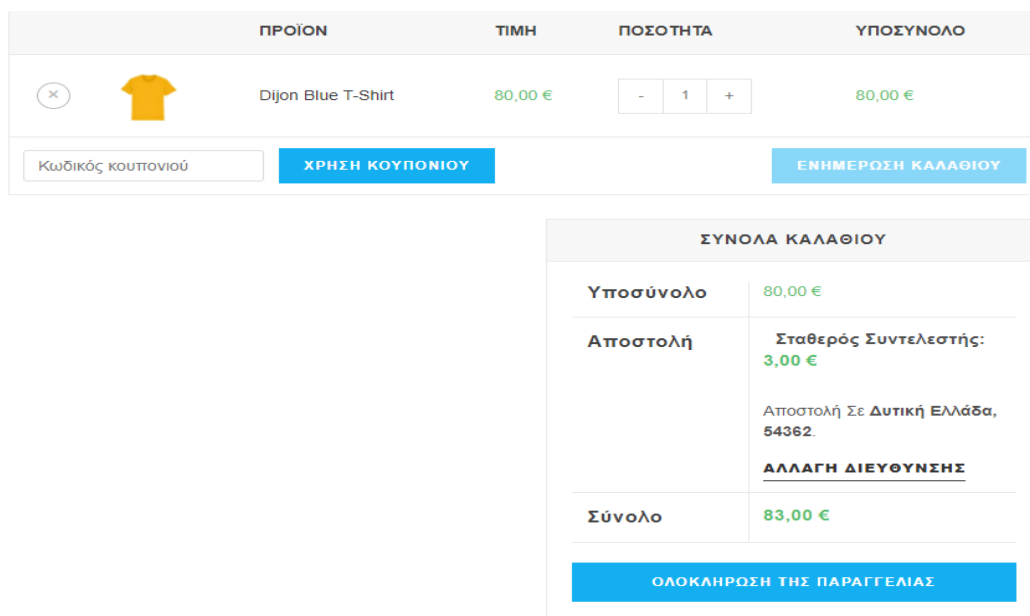 ΠΡΟΪΟΝ ΤΙΜΗ ΠΟΣΟΤΗΤΑ ΥΠΟΣΥΝΟΛΟ
× Dijon Blue T-Shirt 80,00 € - 1 + 80,00 €
Κωδικός κουπονιού ΧΡΗΣΗ ΚΟΥΠΟΝΙΟΥ ΕΝΗΜΕΡΩΣΗ ΚΑΛΑΘΙΟΥ
ΣΥΝΟΛΑ ΚΑΛΑΘΙΟΥ
Υποσύνολο 80,00 €
Αποστολή Σταθερός Συντελεστής:
3,00 €
Αποστολή Σε Δυτική Ελλάδα,
54362.
ΑΛΛΑΓΗ ΔΙΕΥΘΥΝΣΗΣ
Σύνολο 83,00 €
ΟΛΟΚΛΗΡΩΣΗ ΤΗΣ ΠΑΡΑΓΓΕΛΙΑΣ